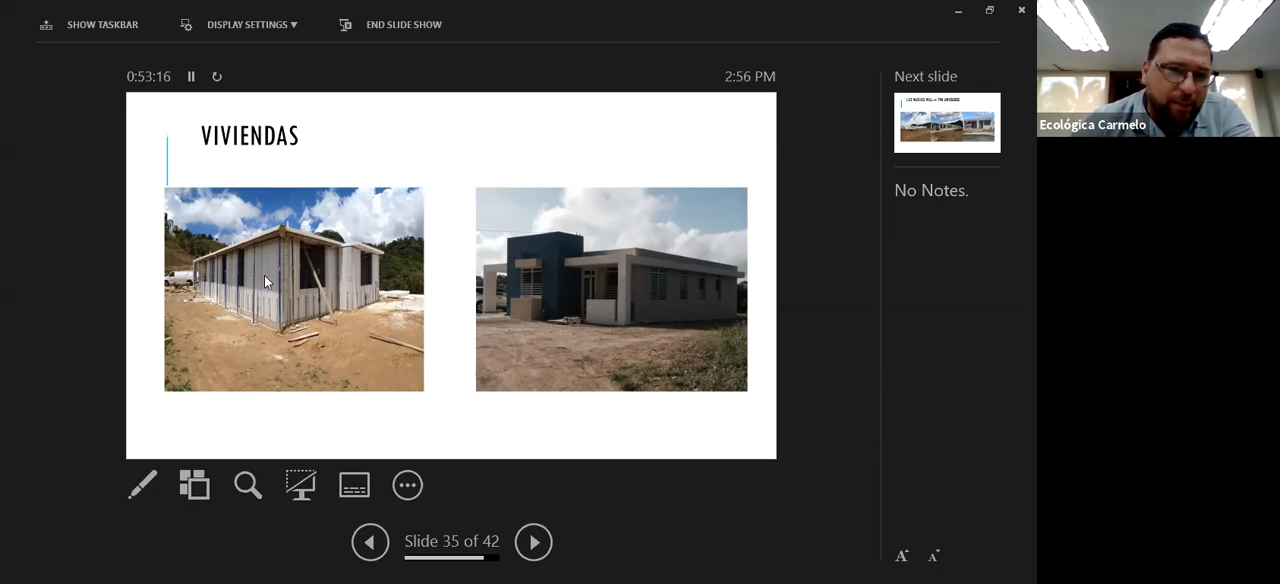 SHOW TASKBAR
DISPLAY SETTINGS ▼
END SLIDE SHOW
0:53:16
2:56 PM
Next slide
VIVIENDAS
Ecológica Carmelo
No Notes.
Slide 35 of 42
A
A